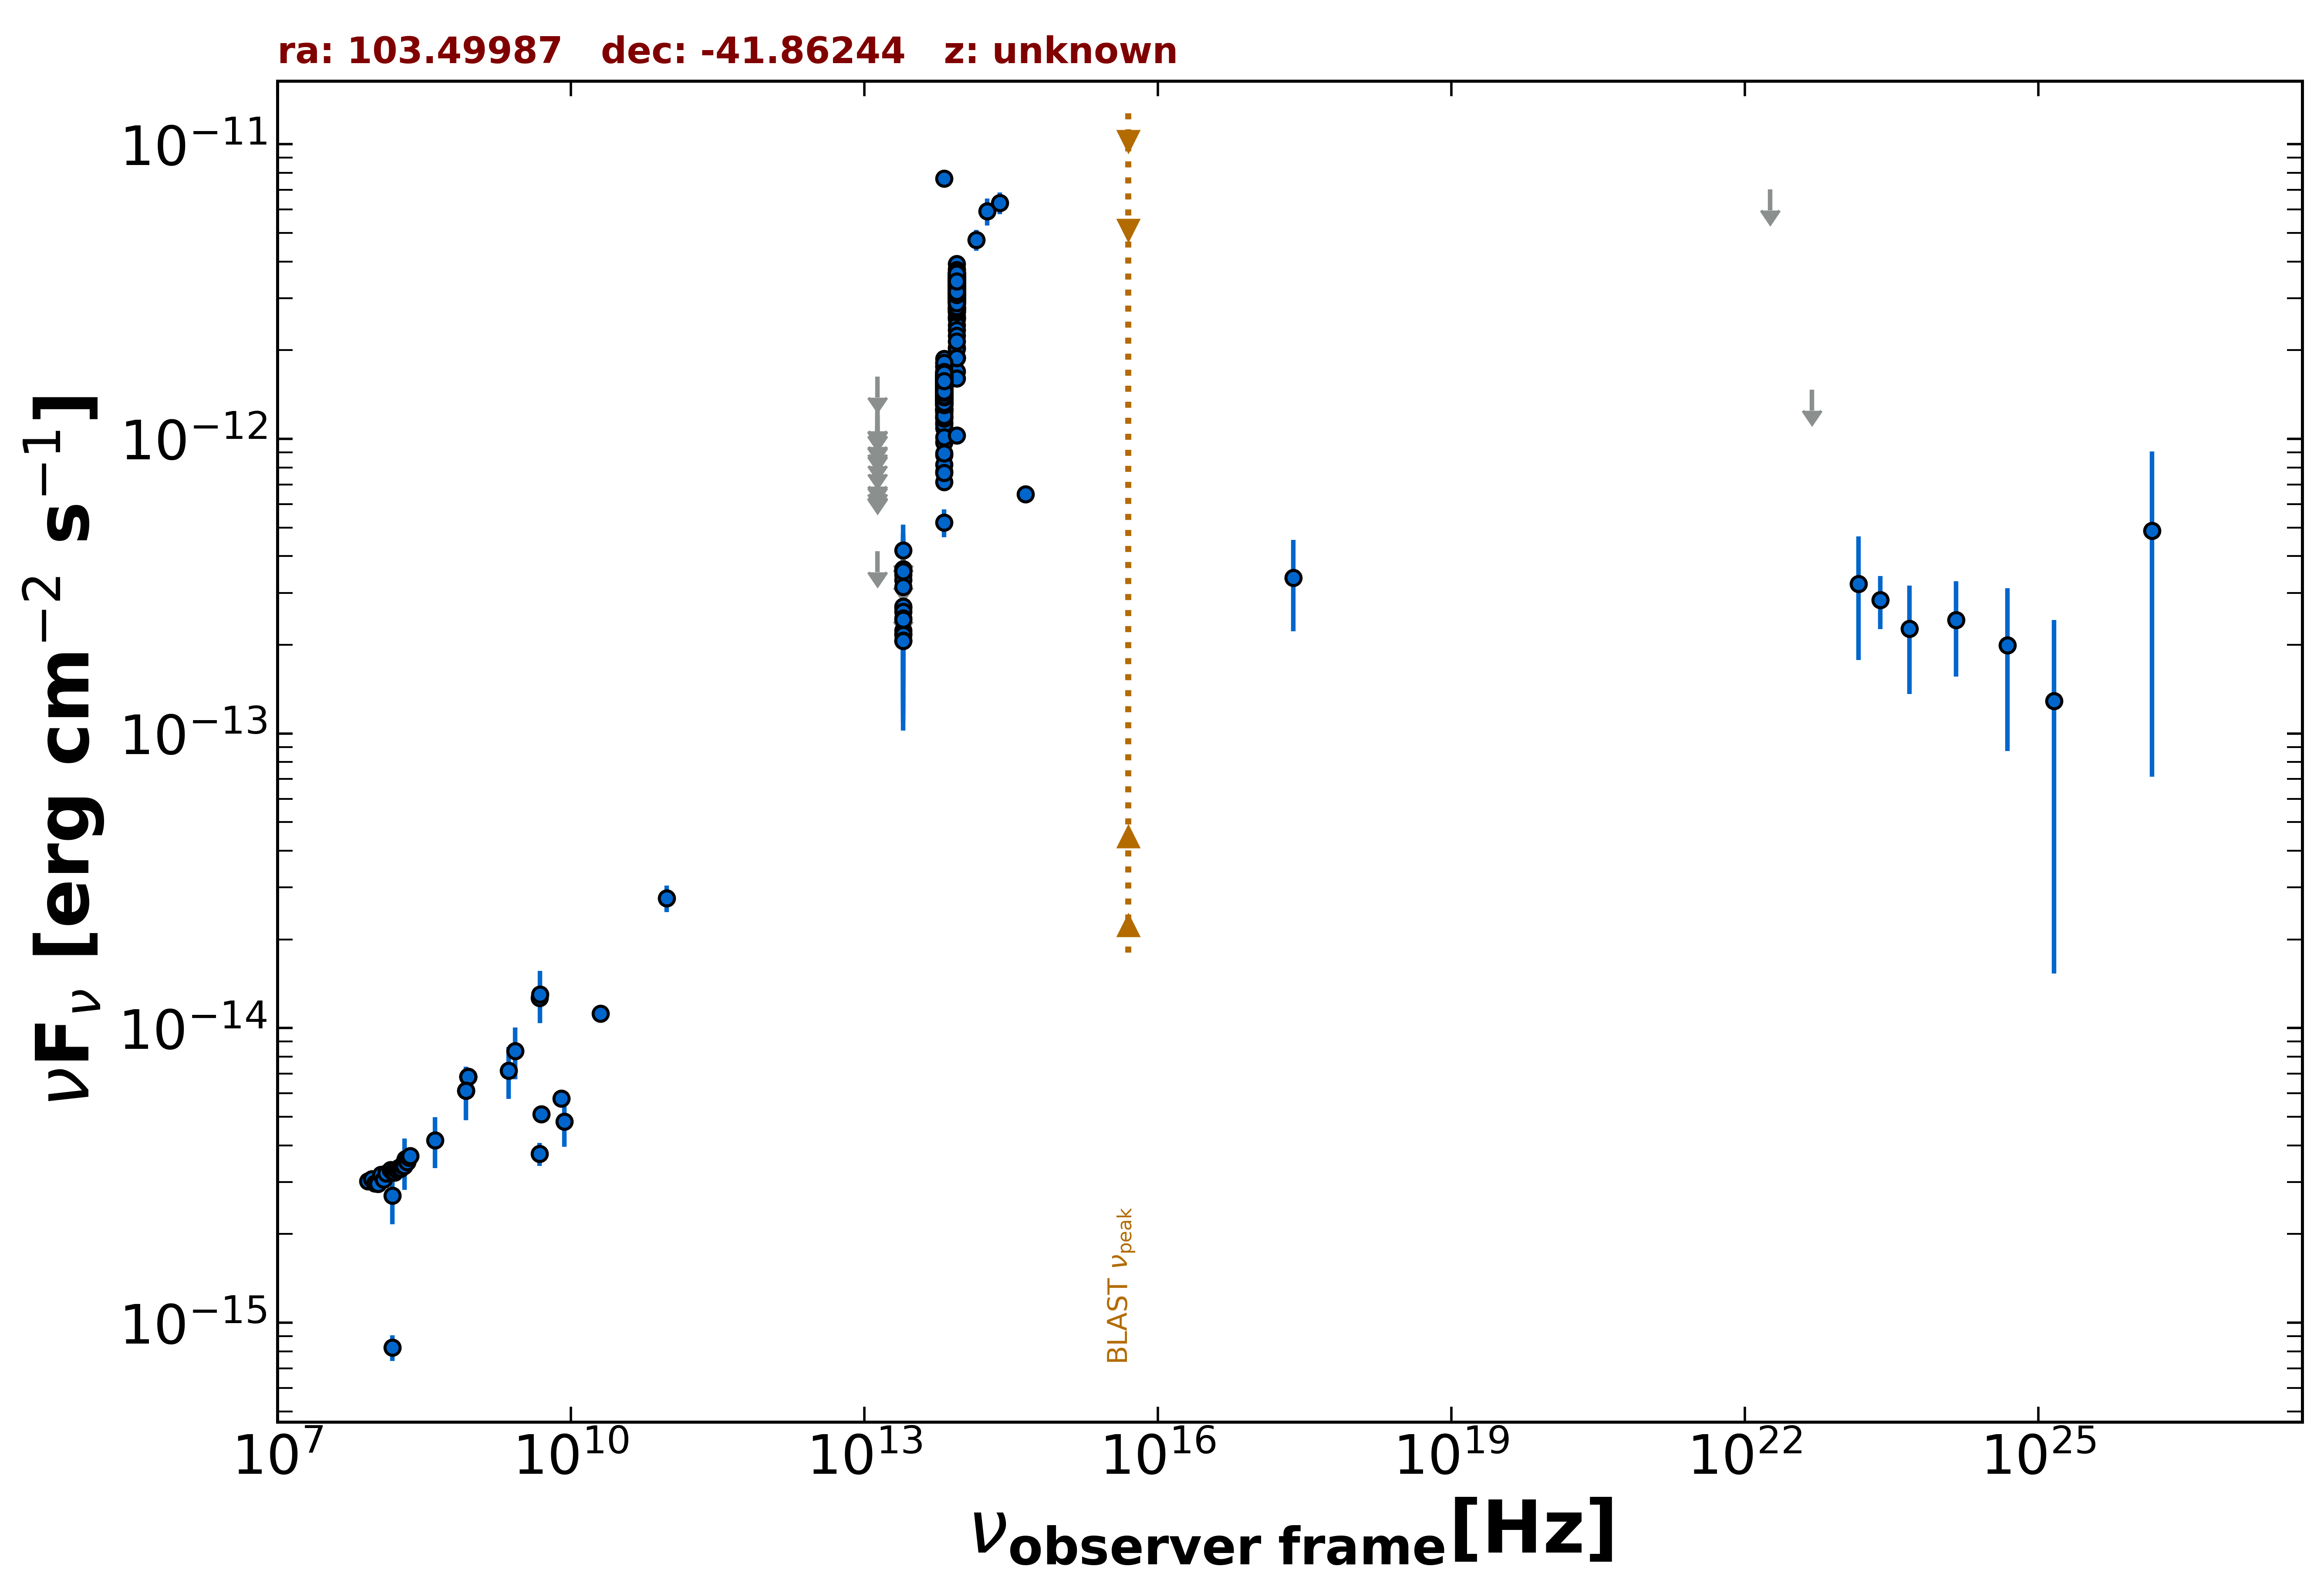 ra: 103.49987   dec: -41.86244   z: unknown
νFν [erg cm−2 s−1]
10−11
10−12
10−13
10−14
10−15
BLAST νpeak
107 1010 1013 1016 1019 1022 1025
νobserver frame[Hz]